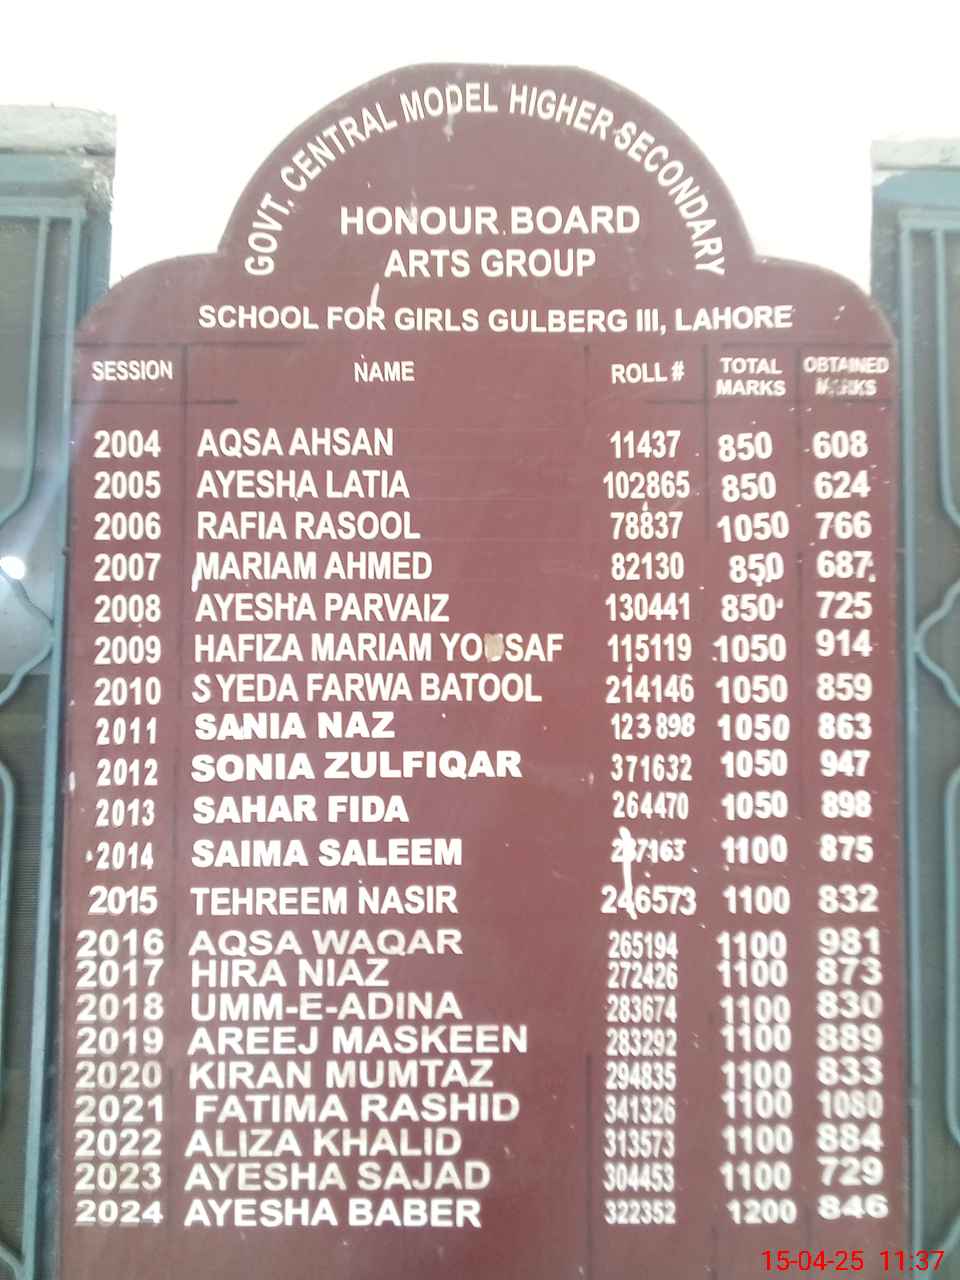 GOVT. CENTRAL MODEL HIGHER SECONDARY
HONOUR BOARD
ARTS GROUP
SCHOOL FOR GIRLS GULBERG III, LAHORE
SESSION NAME ROLL # TOTAL MARKS OBTAINED MARKS
2004 AQSA AHSAN 11437 850 608
2005 AYESHA LATIA 102865 850 624
2006 RAFIA RASOOL 78837 1050 766
2007 MARIAM AHMED 82130 850 687
2008 AYESHA PARVAIZ 130441 850 725
2009 HAFIZA MARIAM YOUSAF 115119 1050 914
2010 SYEDA FARWA BATOOL 214146 1050 859
2011 SANIA NAZ 123898 1050 863
2012 SONIA ZULFIQAR 371632 1050 947
2013 SAHAR FIDA 264470 1050 898
2014 SAIMA SALEEM 1100 875
2015 TEHREEM NASIR 246573 1100 832
2016 AQSA WAQAR 265194 1100 981
2017 HIRA NIAZ 272426 1100 873
2018 UMM-E-ADINA 283674 1100 830
2019 AREEJ MASKEEN 283292 1100 889
2020 KIRAN MUMTAZ 294835 1100 833
2021 FATIMA RASHID 341326 1100 1080
2022 ALIZA KHALID 313573 1100 884
2023 AYESHA SAJAD 304453 1100 729
2024 AYESHA BABER 322352 1200 846
15-04-25 11:37